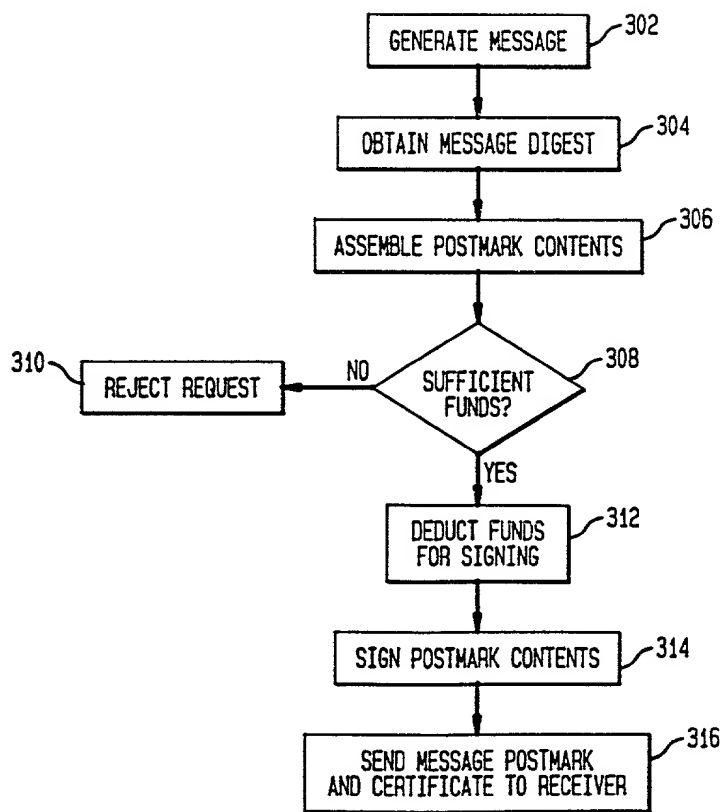 GENERATE MESSAGE
302
OBTAIN MESSAGE DIGEST
304
ASSEMBLE POSTMARK CONTENTS
306
SUFFICIENT
FUNDS?
308
NO
310
REJECT REQUEST
YES
DEDUCT FUNDS
FOR SIGNING
312
SIGN POSTMARK CONTENTS
314
SEND MESSAGE POSTMARK
AND CERTIFICATE TO RECEIVER
316